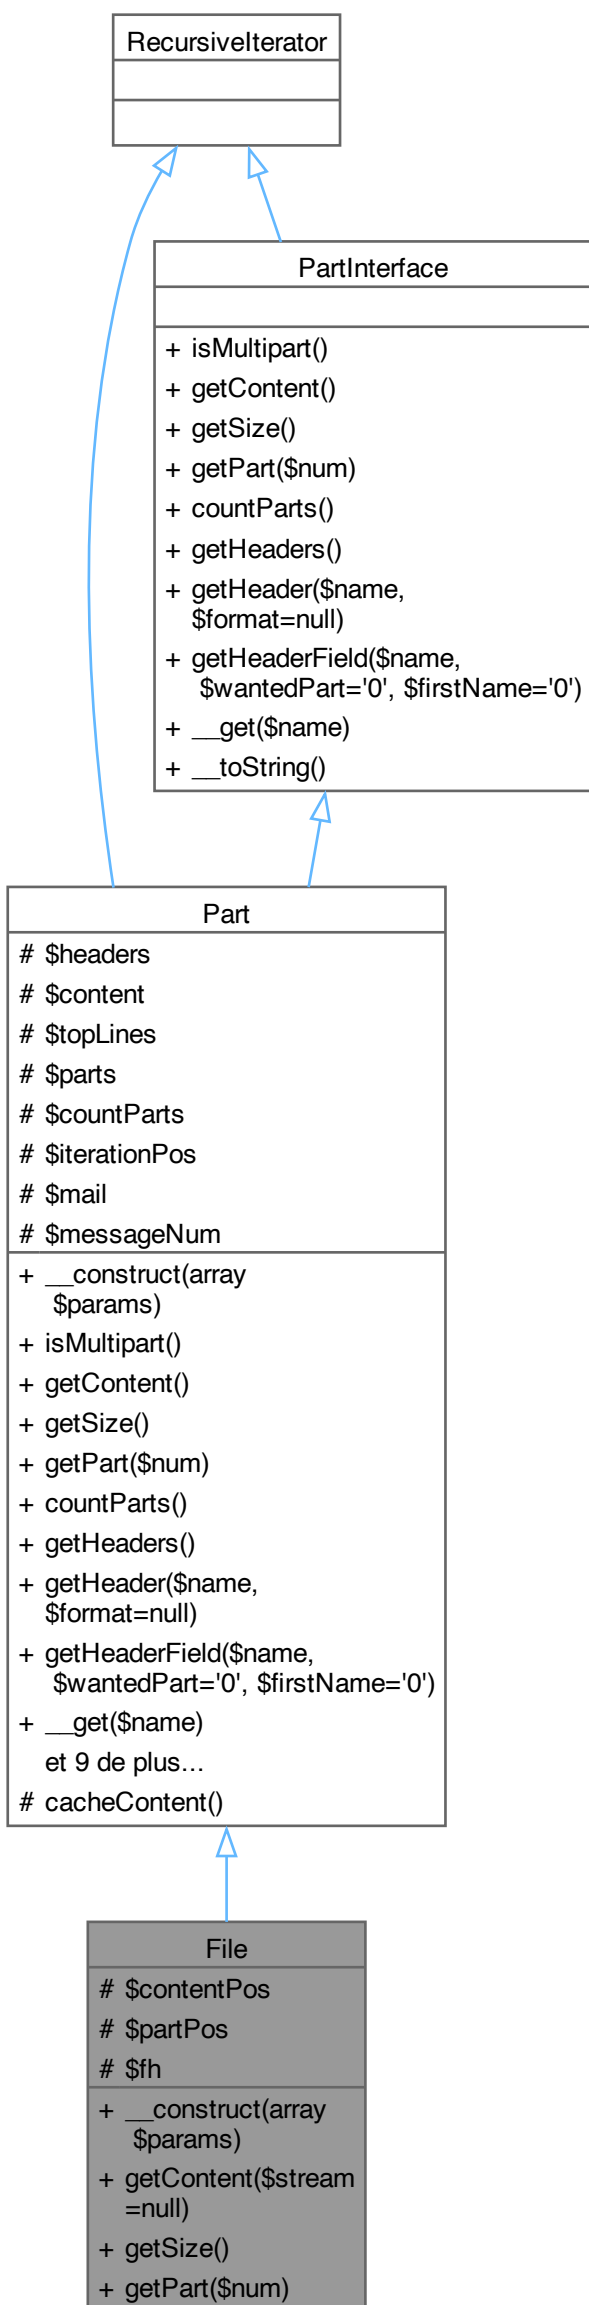 RecursiveIterator
PartInterface
+ isMultipart()
+ getContent()
+ getSize()
+ getPart($num)
+ countParts()
+ getHeaders()
+ getHeader($name,
$format=null)
+ getHeaderField($name,
$wantedPart='0', $firstName='0')
+ __get($name)
+ __toString()
Part
# $headers
# $content
# $topLines
# $parts
# $countParts
# $iterationPos
# $mail
# $messageNum
+ __construct(array
$params)
+ isMultipart()
+ getContent()
+ getSize()
+ getPart($num)
+ countParts()
+ getHeaders()
+ getHeader($name,
$format=null)
+ getHeaderField($name,
$wantedPart='0', $firstName='0')
+ __get($name)
et 9 de plus...
# cacheContent()
File
# $contentPos
# $partPos
# $fh
+ __construct(array
$params)
+ getContent($stream
=null)
+ getSize()
+ getPart($num)